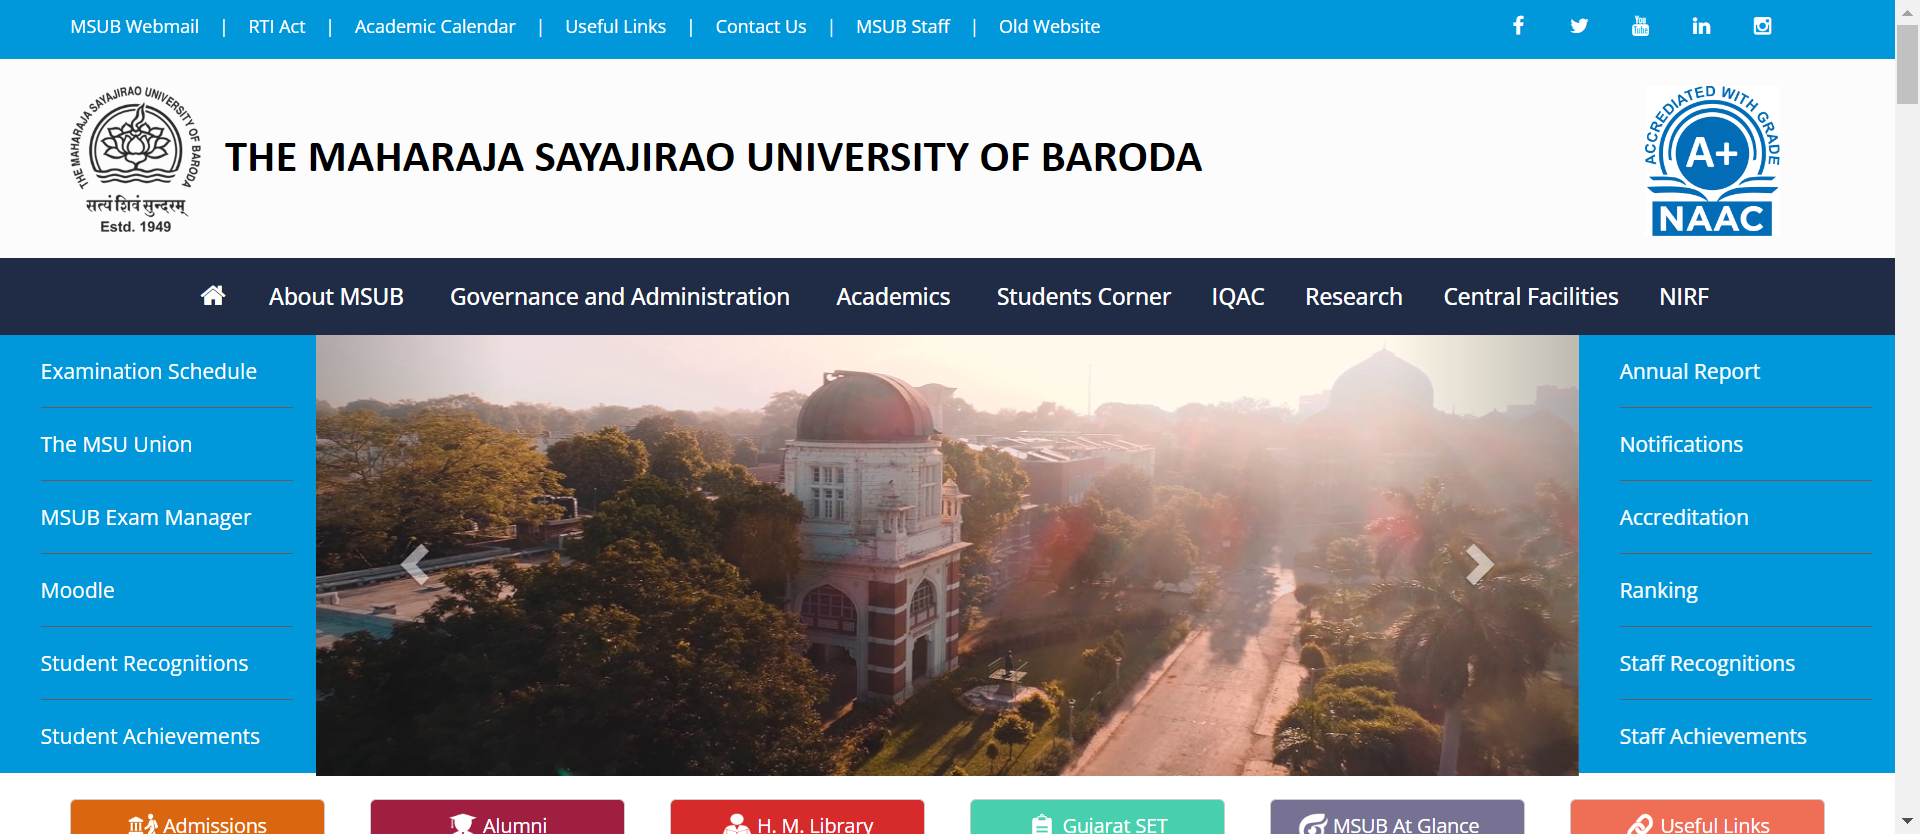 MSUB Webmail | RTI Act | Academic Calendar | Useful Links | Contact Us | MSUB Staff | Old Website
You Tube
THE MAHARAJA SAYAJIRAO UNIVERSITY OF BARODA
सत्यं शिवं सुन्दरम्
Estd. 1949
THE MAHARAJA SAYAJIRAO UNIVERSITY OF BARODA
ACCREDITED WITH GRADE
A+
NAAC
About MSUB Governance and Administration Academics Students Corner IQAC Research Central Facilities NIRF
Examination Schedule
The MSU Union
MSUB Exam Manager
Moodle
Student Recognitions
Student Achievements
Annual Report
Notifications
Accreditation
Ranking
Staff Recognitions
Staff Achievements
Admissions
Alumni
H. M. Library
Gujarat SET
MSUB At Glance
Useful Links